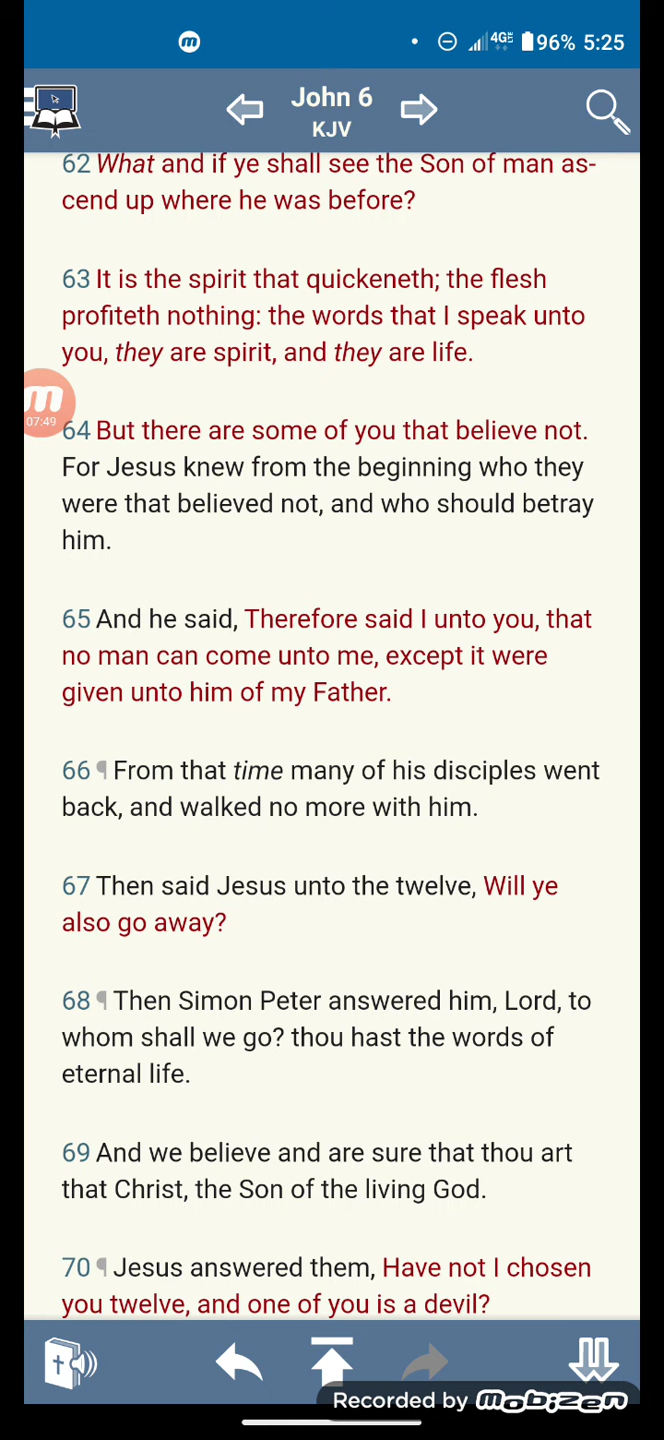 96% 5:25
4G
John 6
KJV
62 What and if ye shall see the Son of man as-
cend up where he was before?
63 It is the spirit that quickeneth; the flesh
profiteth nothing: the words that I speak unto
you, they are spirit, and they are life.
m
07:49
64 But there are some of you that believe not.
For Jesus knew from the beginning who they
were that believed not, and who should betray
him.
65 And he said, Therefore said I unto you, that
no man can come unto me, except it were
given unto him of my Father.
66 ¶ From that time many of his disciples went
back, and walked no more with him.
67 Then said Jesus unto the twelve, Will ye
also go away?
68 ¶ Then Simon Peter answered him, Lord, to
whom shall we go? thou hast the words of
eternal life.
69 And we believe and are sure that thou art
that Christ, the Son of the living God.
70 ¶ Jesus answered them, Have not I chosen
you twelve, and one of you is a devil?
Recorded by mobizen